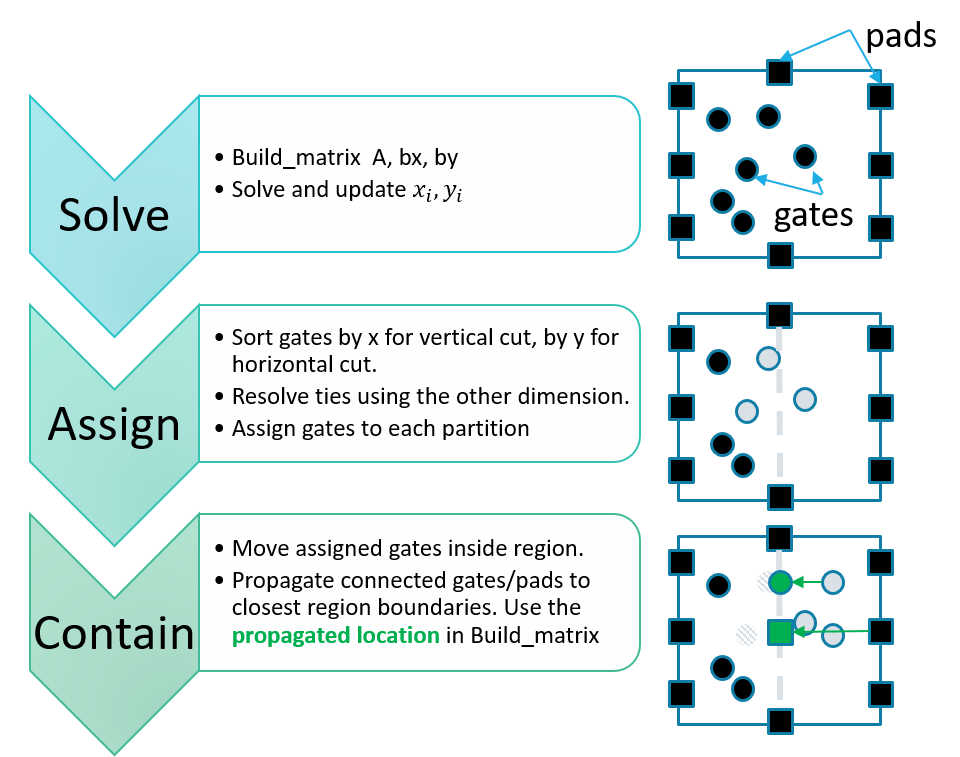 pads
Solve
• Build_matrix A, bx, by
• Solve and update xᵢ, yᵢ
gates
Assign
• Sort gates by x for vertical cut, by y for
horizontal cut.
• Resolve ties using the other dimension.
• Assign gates to each partition
Contain
• Move assigned gates inside region.
• Propagate connected gates/pads to
closest region boundaries. Use the
propagated location in Build_matrix